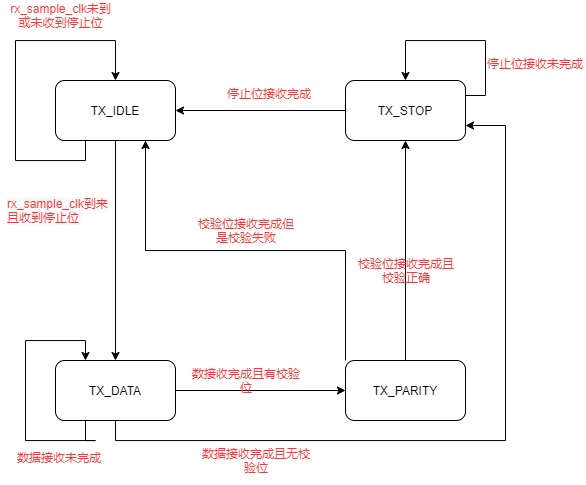 rx_sample_clk未到
或未收到停止位
停止位接收未完成
停止位接收完成
TX_IDLE
TX_STOP
rx_sample_clk到来
且收到停止位
校验位接收完成但
是校验失败
校验位接收完成且
校验正确
数接收完成且有校验
位
TX_DATA
TX_PARITY
数据接收未完成
数据接收完成且无校
验位